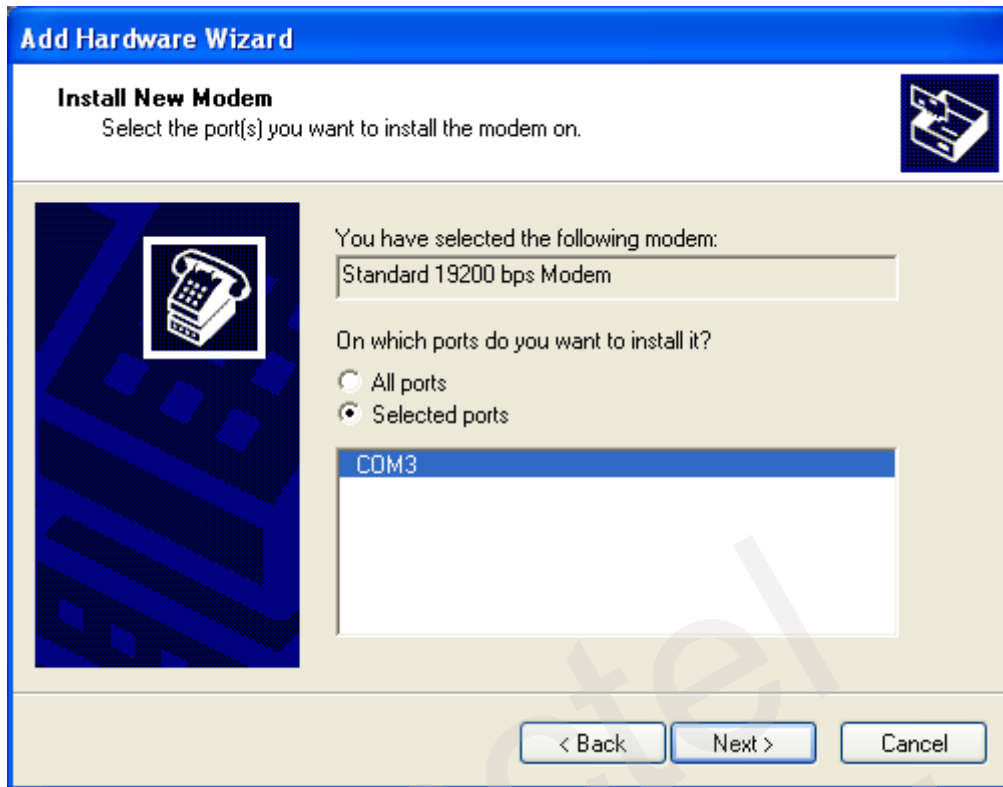 Add Hardware Wizard
Install New Modem
Select the port(s) you want to install the modem on.
You have selected the following modem:
Standard 19200 bps Modem
On which ports do you want to install it?
All ports
Selected ports
COM3
< Back Next > Cancel